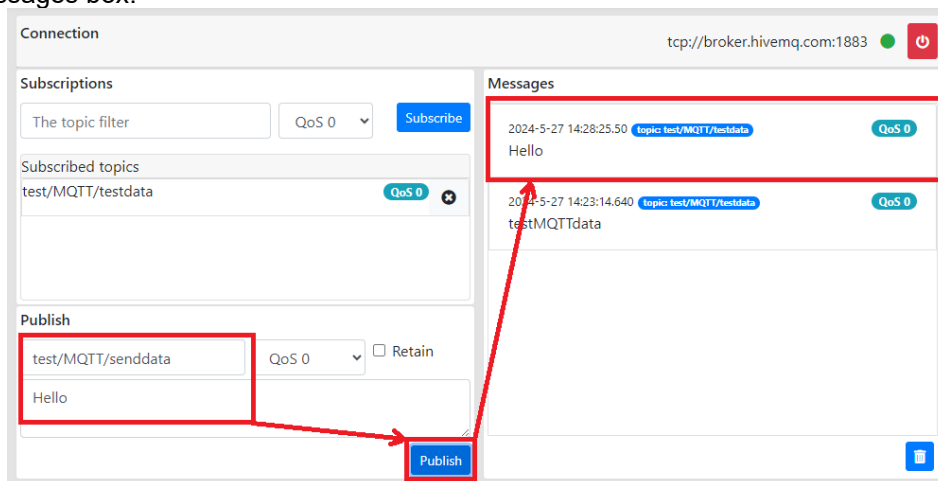 Connection
tcp://broker.hivemq.com:1883
Subscriptions
The topic filter
QoS 0
Subscribe
Subscribed topics
test/MQTT/testdata
QoS 0
Publish
test/MQTT/senddata
QoS 0
Retain
Hello
Publish
Messages
2024-5-27 14:28:25.50 topic: test/MQTT/testdata QoS 0
Hello
2024-5-27 14:23:14.640 topic: test/MQTT/testdata QoS 0
testMQTTdata